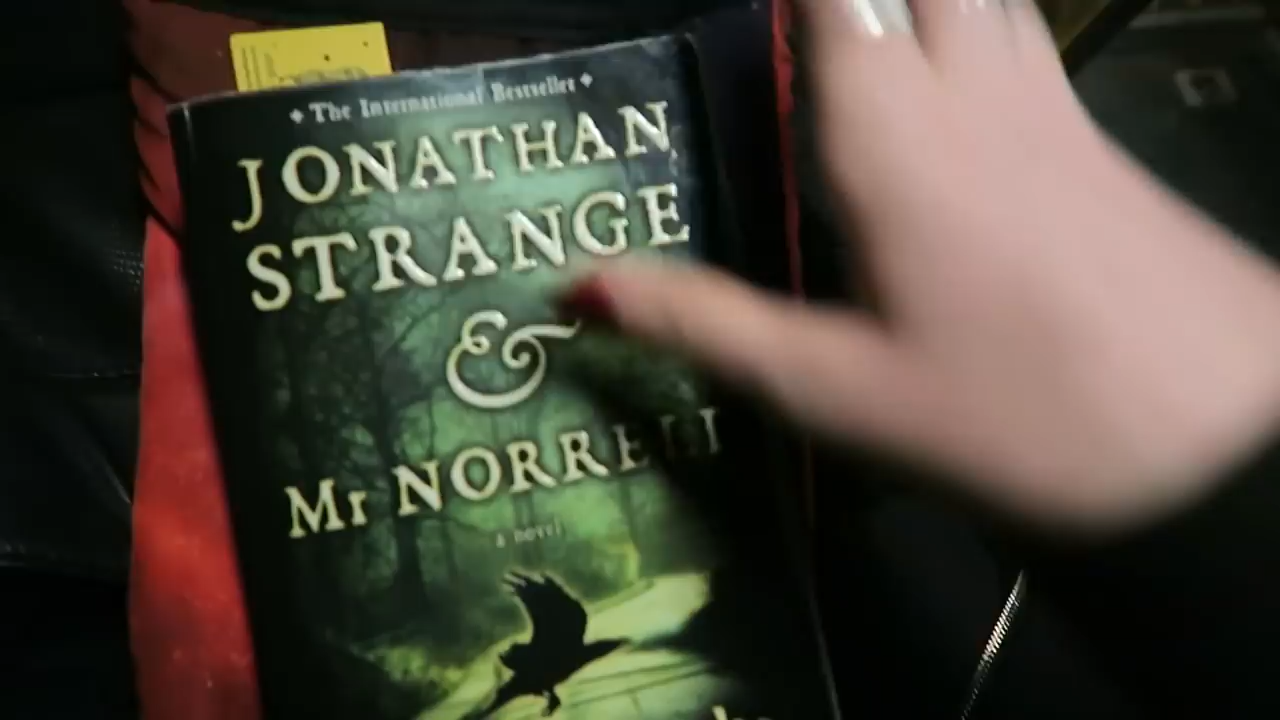 The International Bestseller
JONATHAN
STRANGE
&
Mr NORRELL
a novel